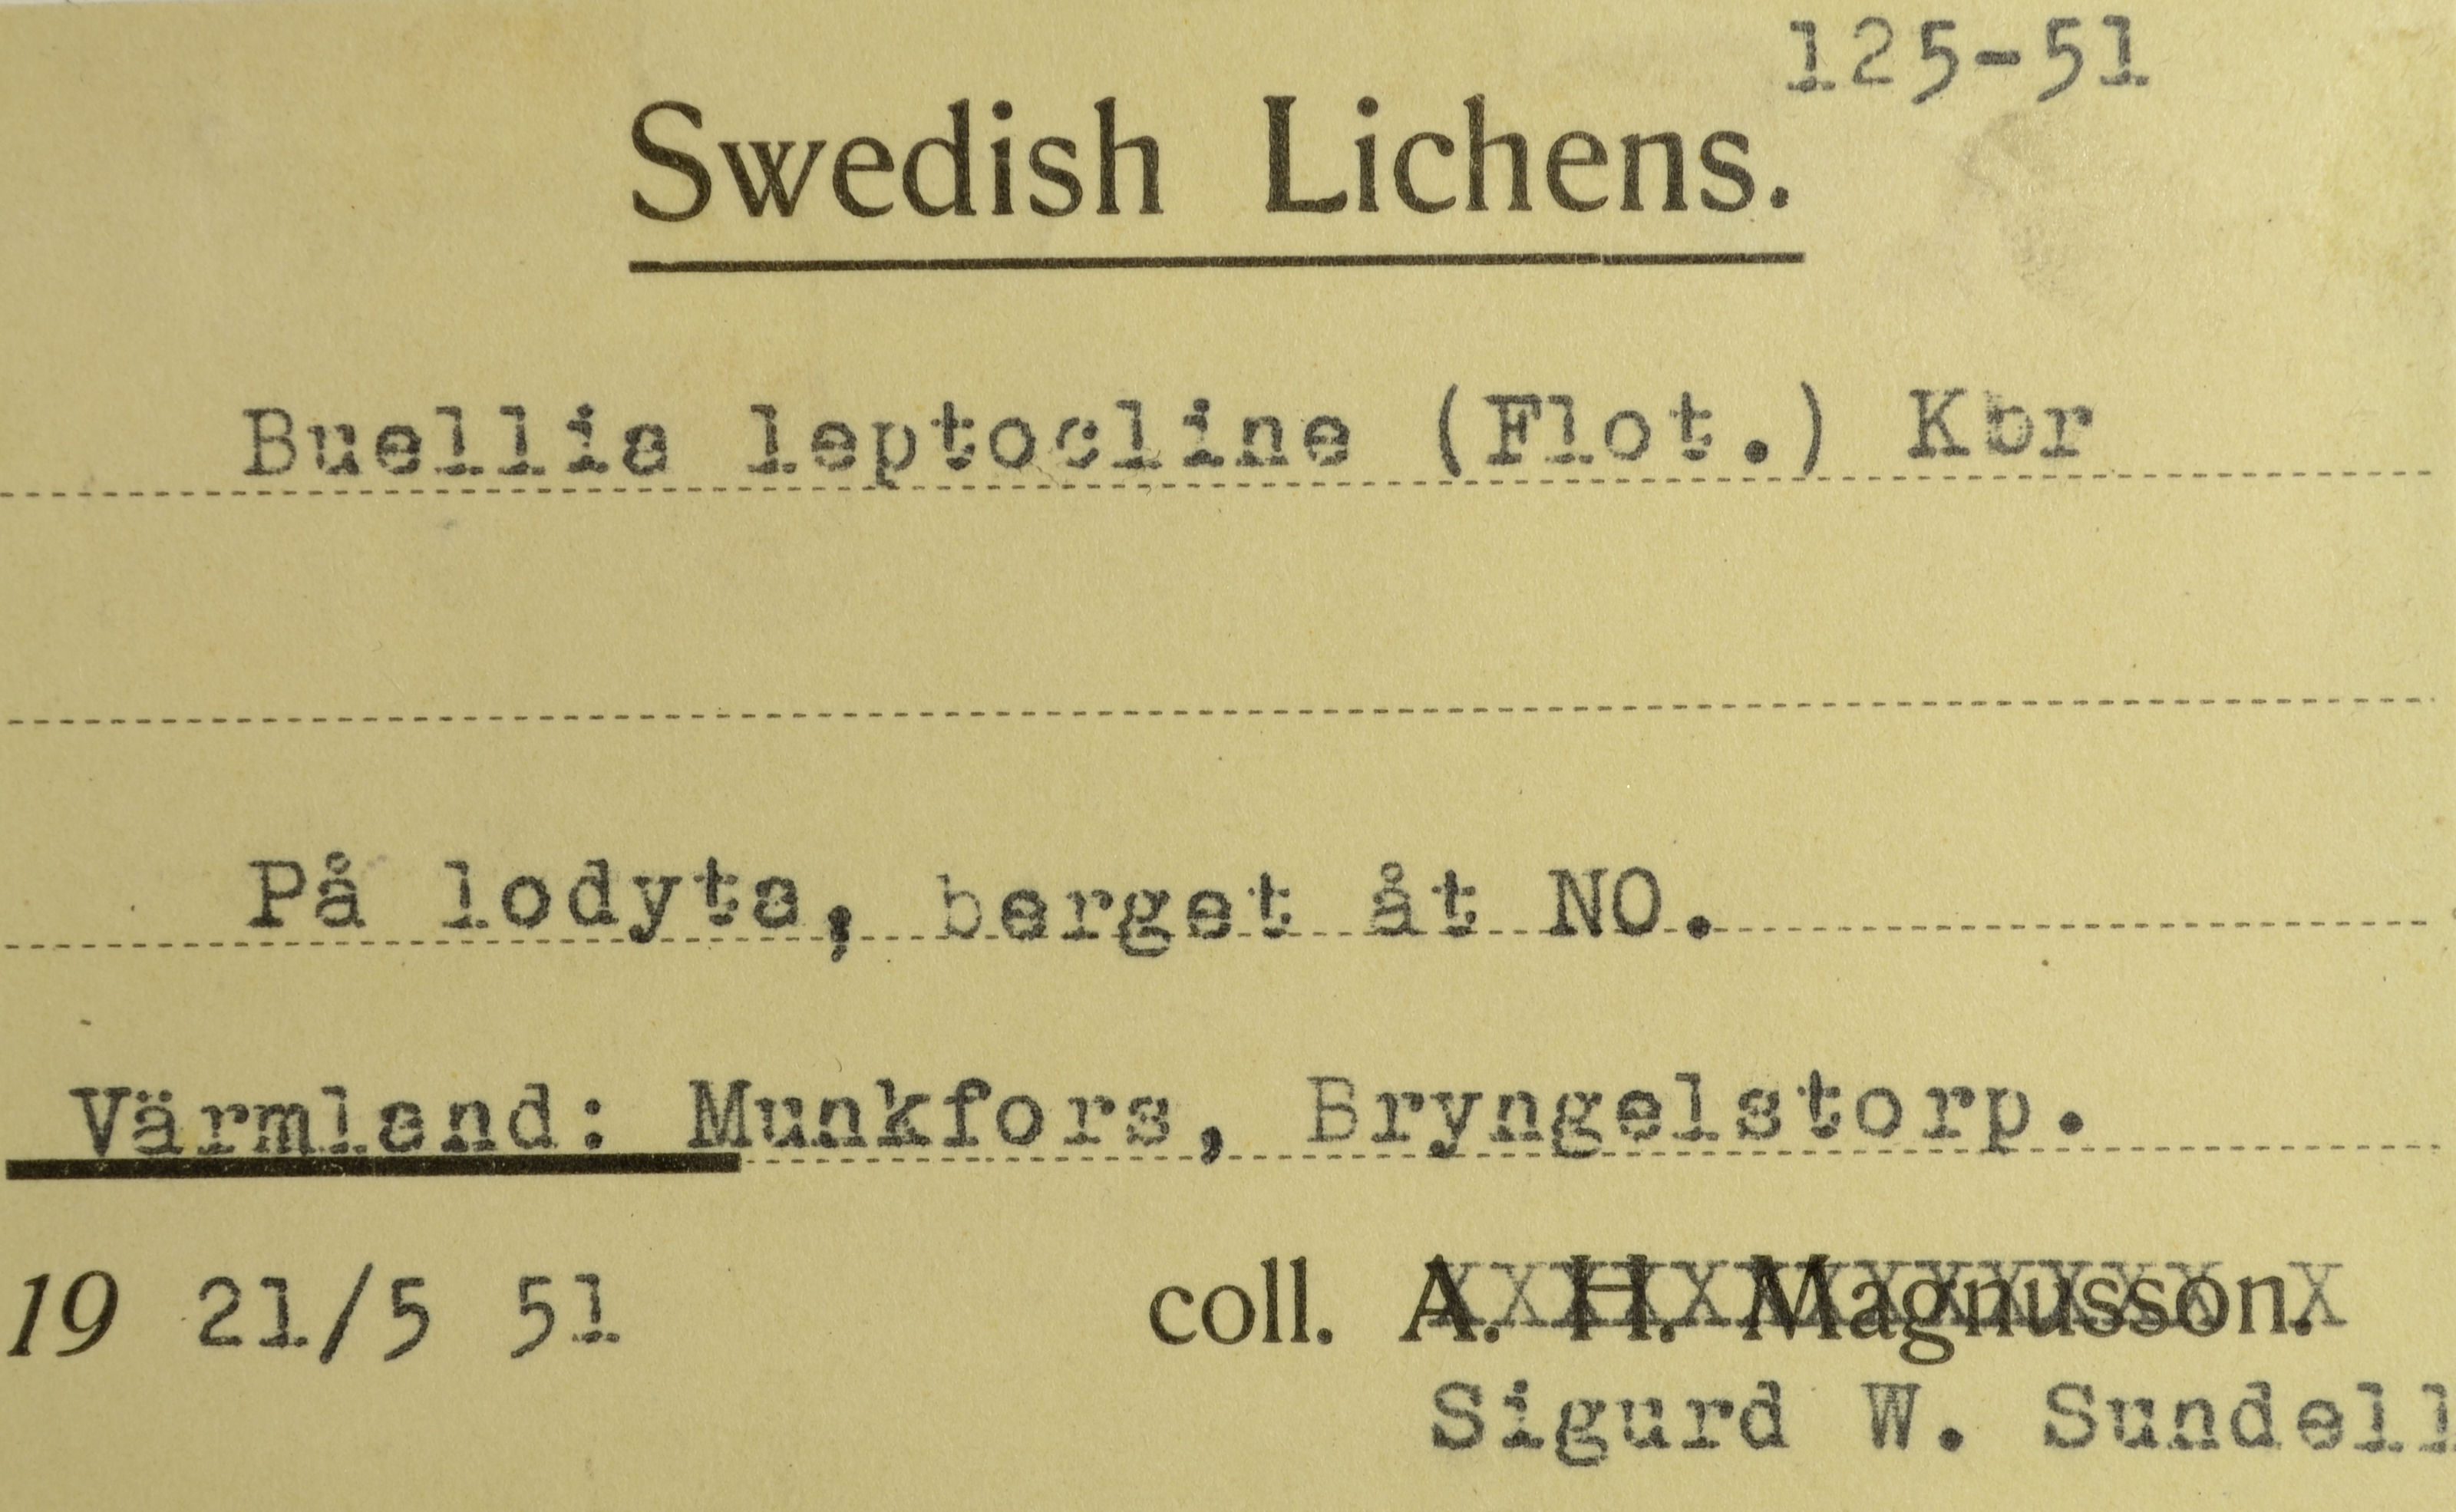 125-51
Swedish Lichens.
Buellia leptocline (Flot.) Kbr
På lodyta, berget åt NO.
Värmland: Munkfors, Bryngelstorp.
19 21/5 51 coll. A. H. Magnusson.
Sigurd W. Sundell